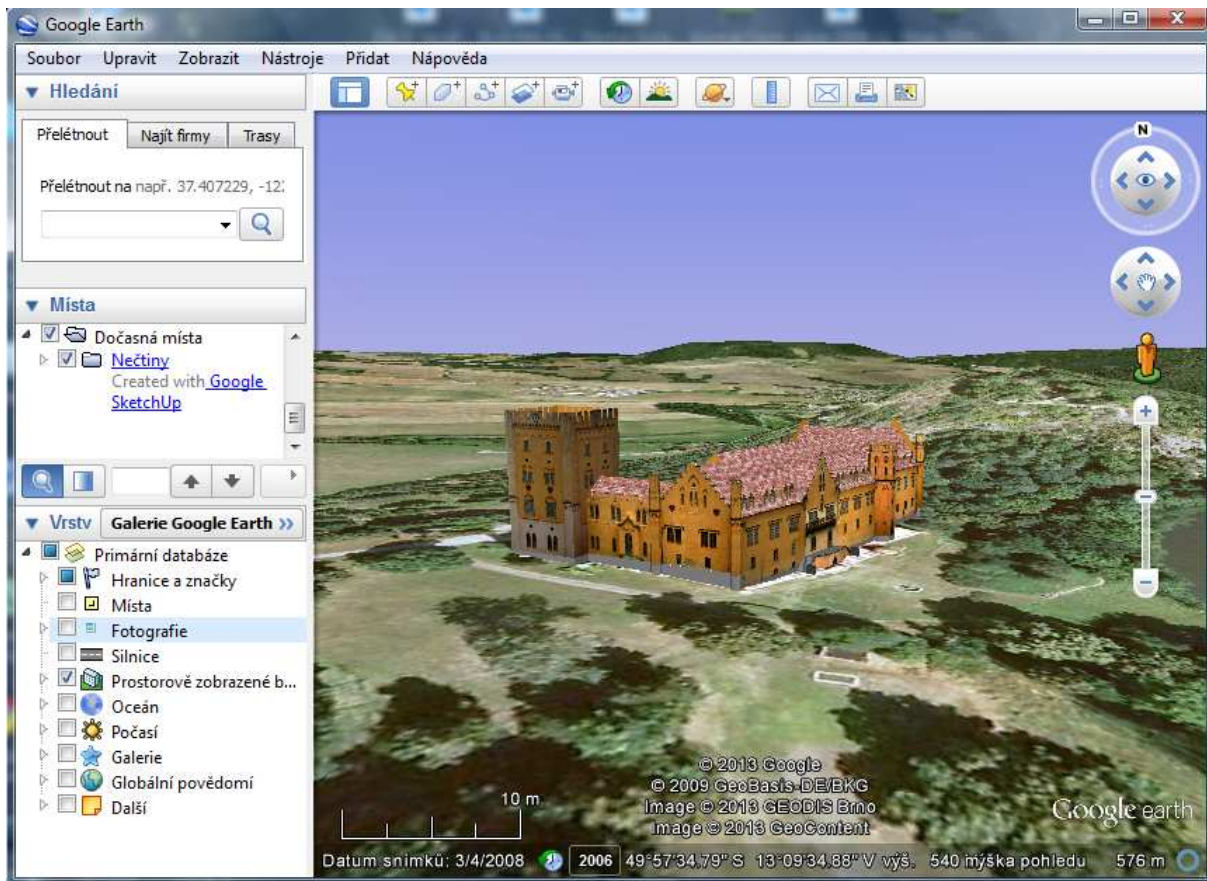 Google Earth
Soubor Upravit Zobrazit Nástroje Přidat Nápověda
Hledání
Přelétnout Najít firmy Trasy
Přelétnout na např. 37.407229, -12
Místa
Dočasná místa
Nečtiny
Created with Google
SketchUp
Vrstv Galerie Google Earth >>
Primární databáze
Hranice a značky
Místa
Fotografie
Silnice
Prostorově zobrazené b...
Oceán
Počasí
Galerie
Globální povědomí
Další
N
© 2013 Google
© 2009 GeoBasis-DE/BKG
Image © 2013 GEODIS Brno
Image © 2013 GeoContent
10 m
Google earth
Datum snímků: 3/4/2008 2006 49°57'34.79" S 13°09'34.88" V výš. 540 mýška pohledu 576 m